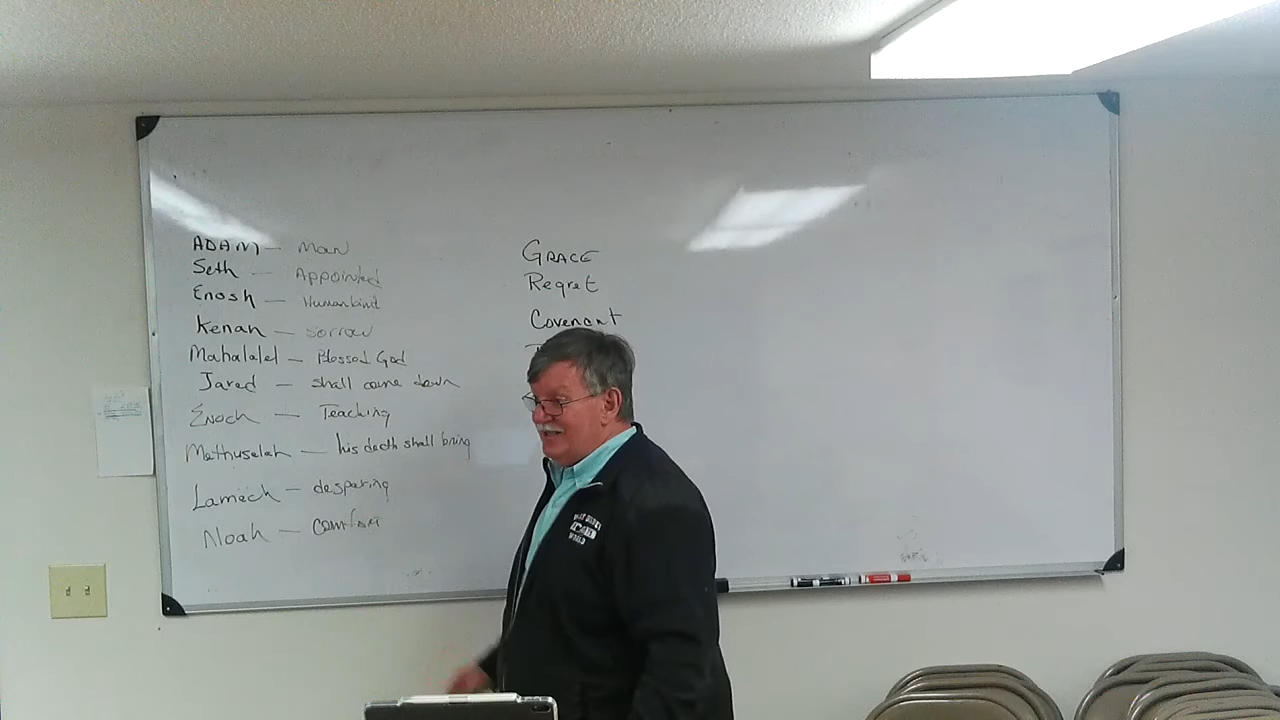 ADAM — Man
Seth — Appointed
Enosh — Humankind
Kenan — Sorrow
Mahalalel — Blessed God
Jared — shall come down
Enoch — Teaching
Methuselah — his death shall bring
Lamech — despairing
Noah — comfort
GRACE
Regret
Covenant
WORLD